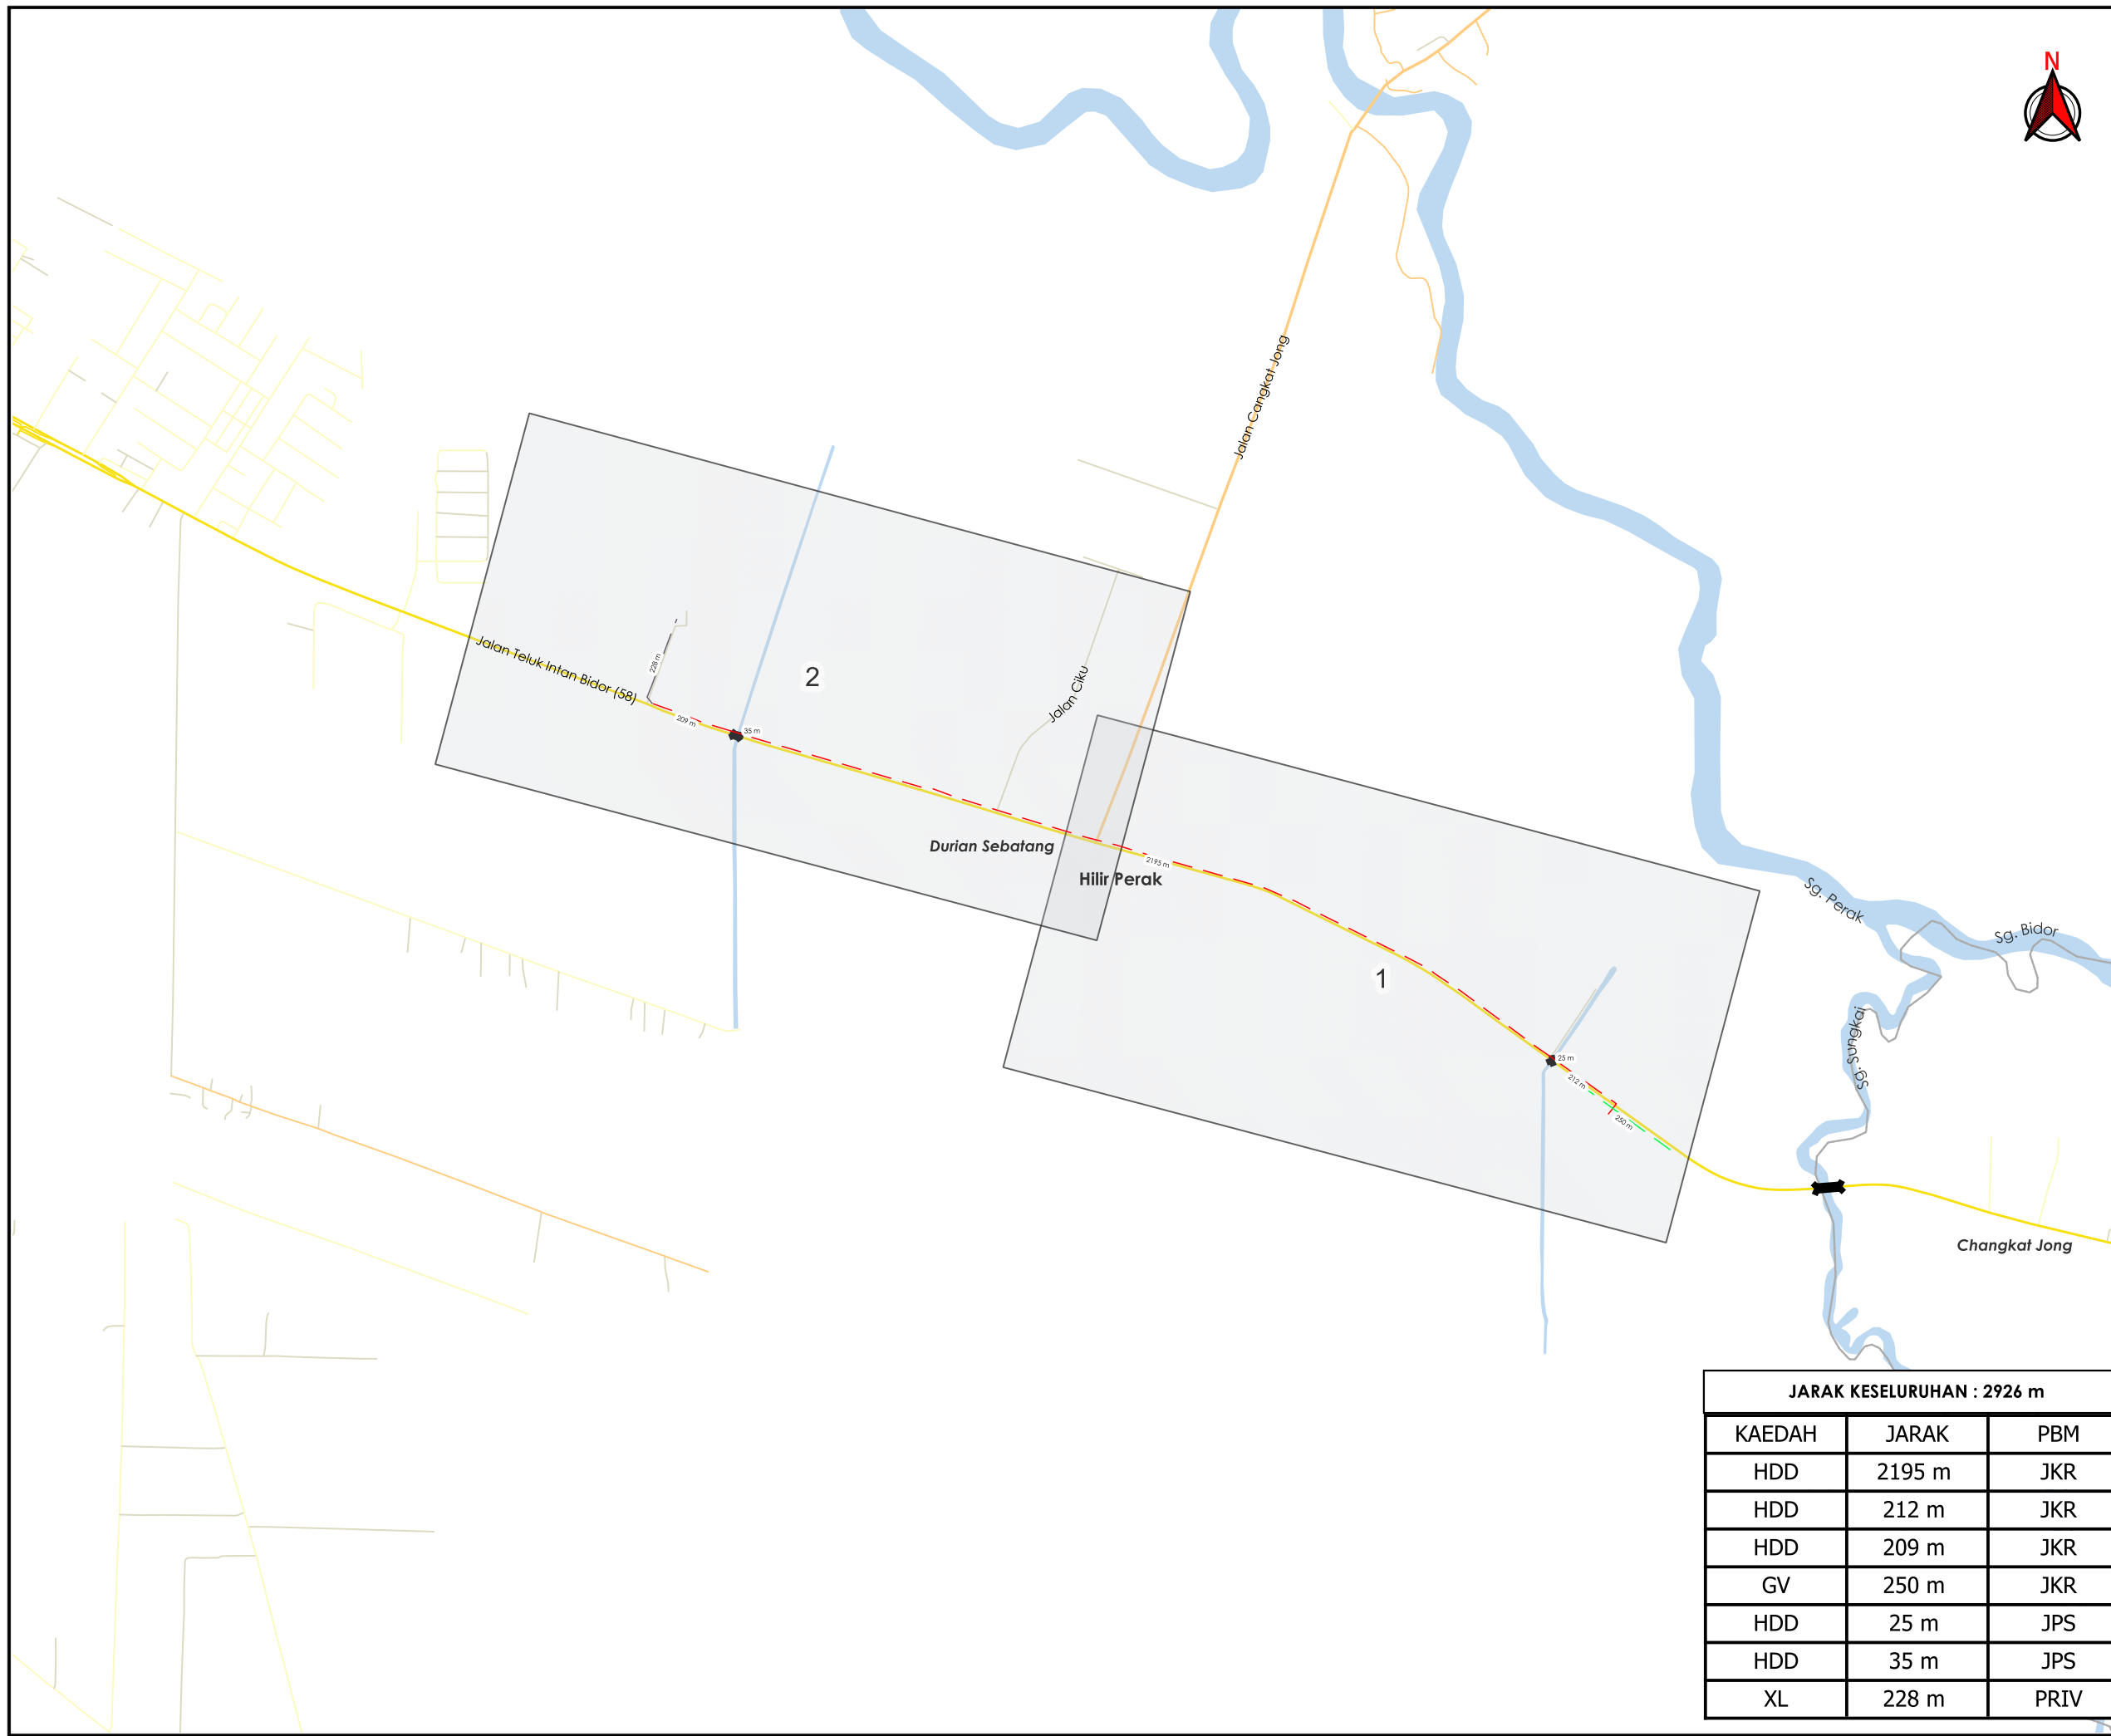 N
Jalan Cangkat Jong
Jalan Teluk Intan Bidor (58)
228 m
2
209 m
35 m
Jalan Ciku
Durian Sebatang
2195 m
Hilir Perak
1
Sg. Perak
Sg. Bidor
Sg. Sungkai
25 m
212 m
250 m
Changkat Jong
JARAK KESELURUHAN : 2926 m
KAEDAH JARAK PBM
HDD 2195 m JKR
HDD 212 m JKR
HDD 209 m JKR
GV 250 m JKR
HDD 25 m JPS
HDD 35 m JPS
XL 228 m PRIV